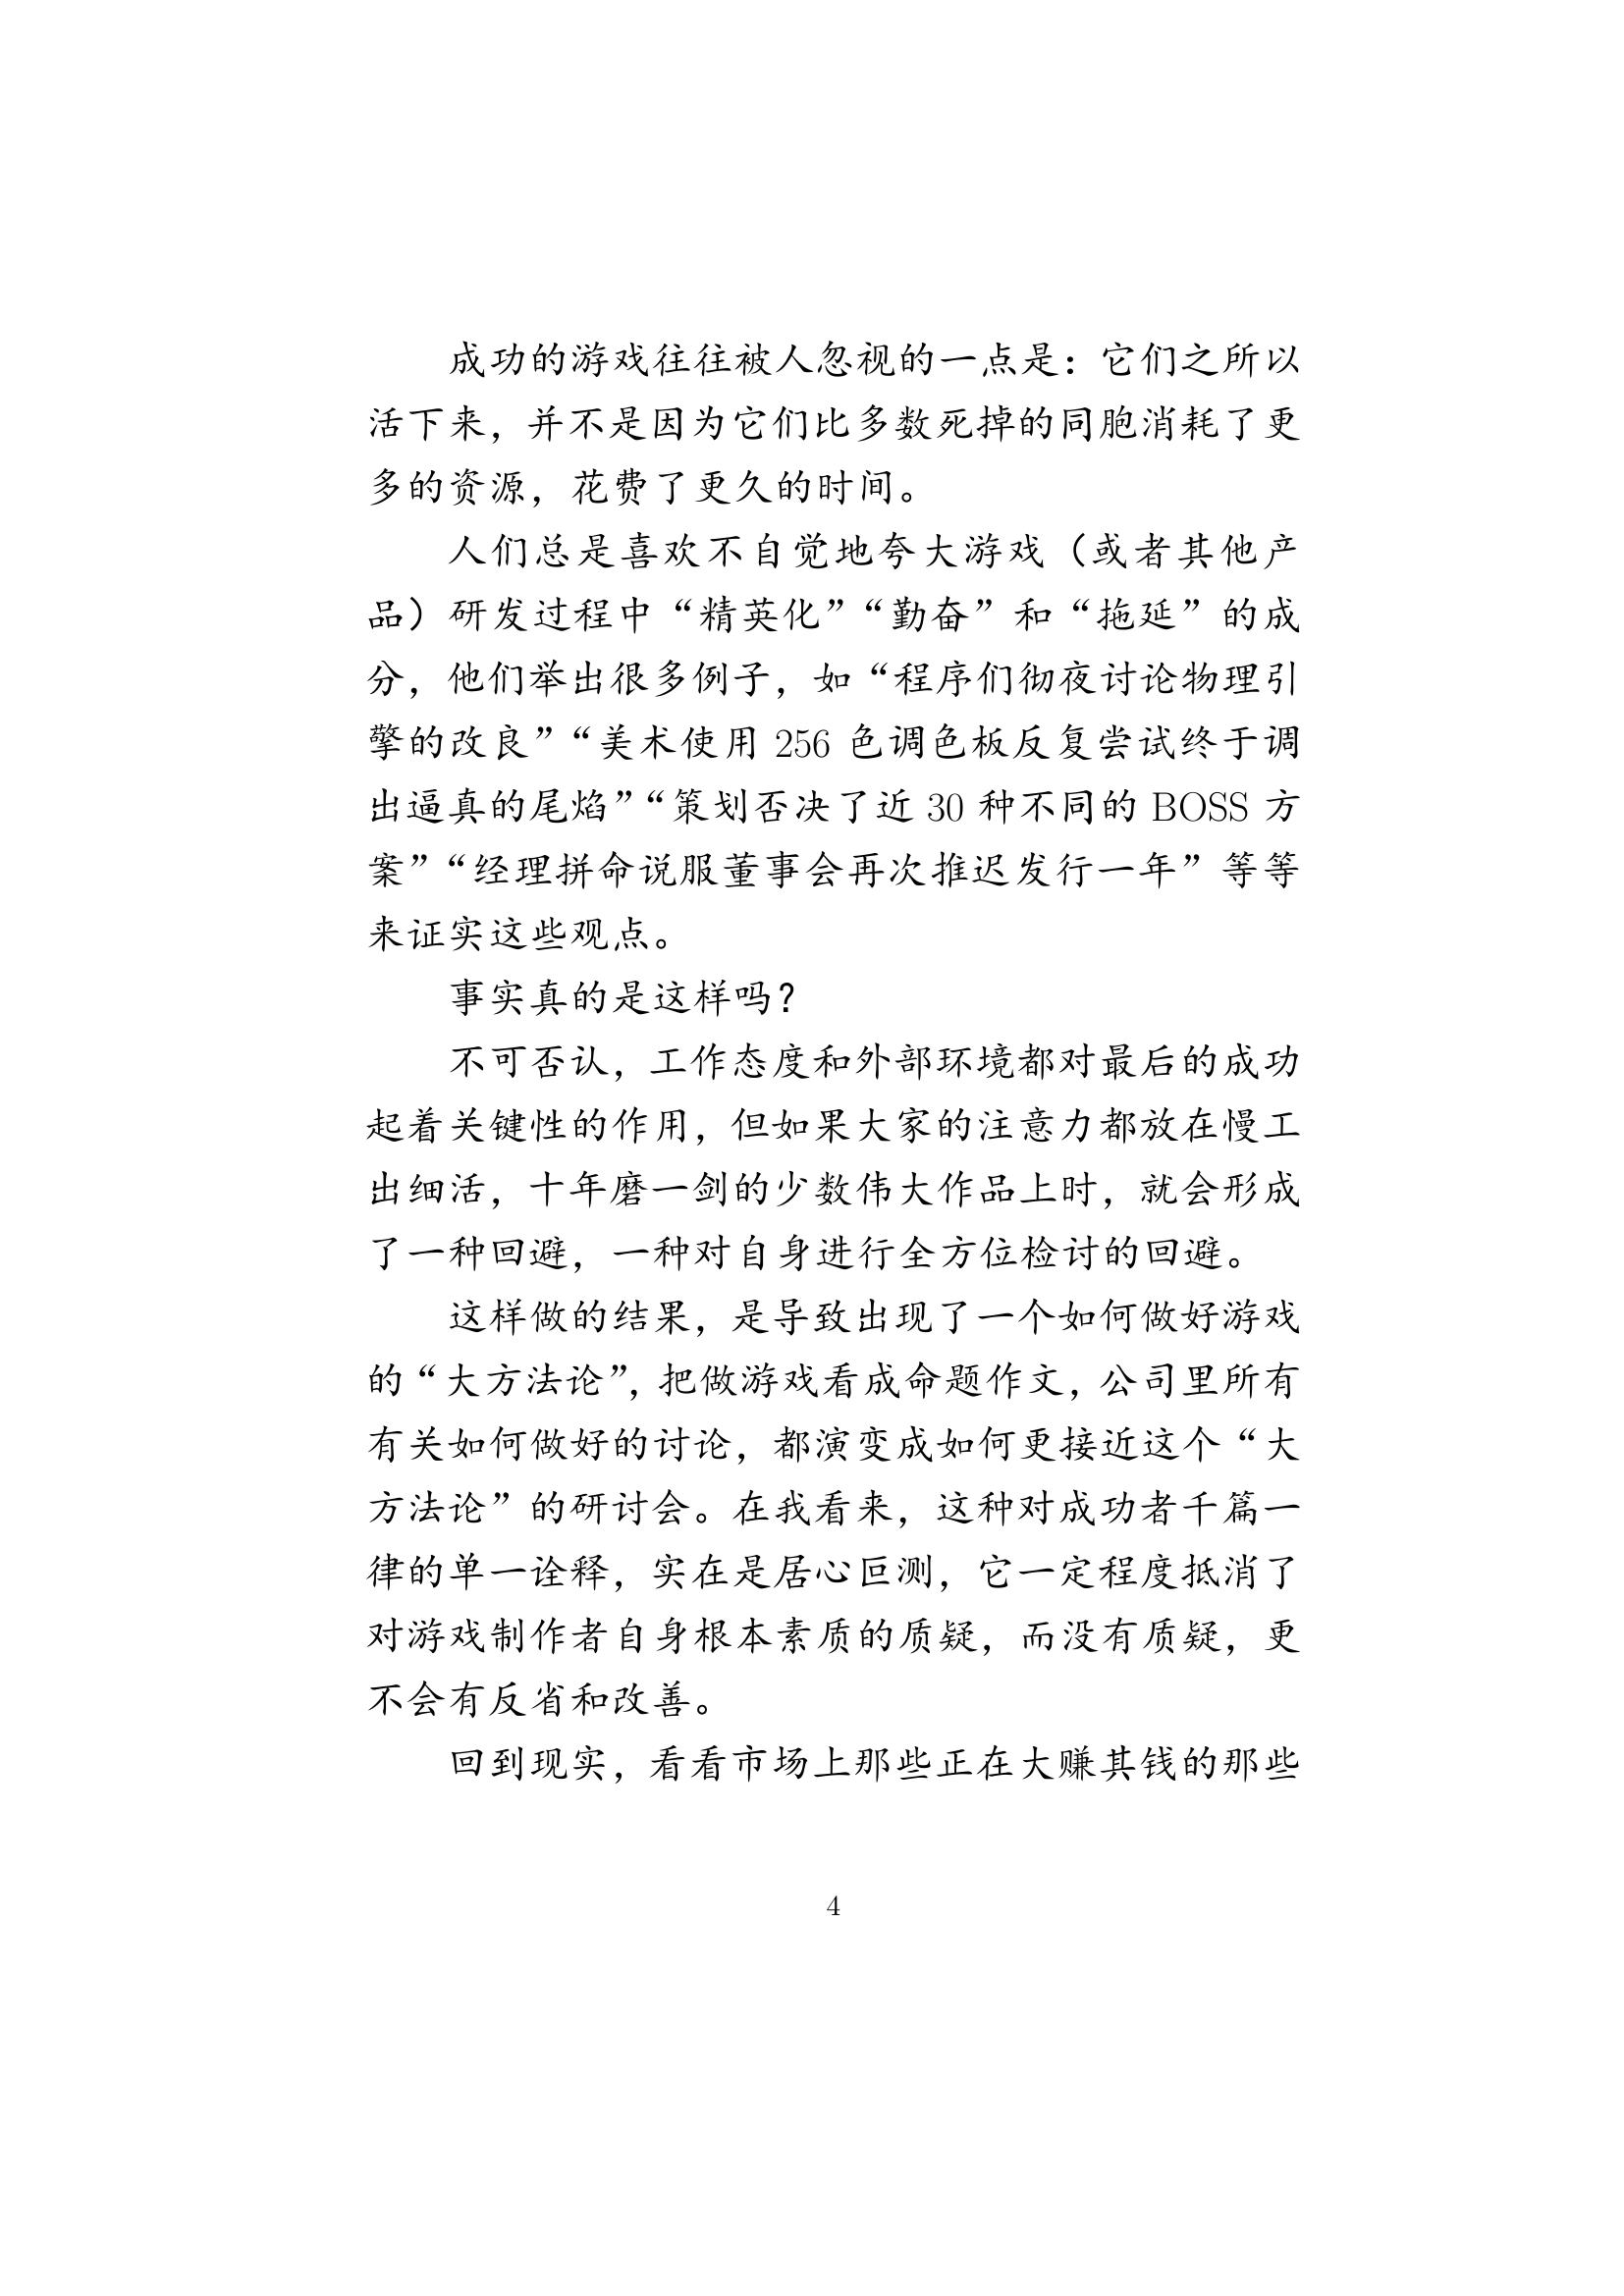 成功的游戏往往被人忽视的一点是：它们之所以
活下来，并不是因为它们比多数死掉的同胞消耗了更
多的资源，花费了更久的时间。
人们总是喜欢不自觉地夸大游戏（或者其他产
品）研发过程中“精英化”“勤奋”和“拖延”的成
分，他们举出很多例子，如“程序们彻夜讨论物理引
擎的改良”“美术使用 256 色调色板反复尝试终于调
出逼真的尾焰”“策划否决了近 30 种不同的 BOSS 方
案”“经理拼命说服董事会再次推迟发行一年”等等
来证实这些观点。
事实真的是这样吗？
不可否认，工作态度和外部环境都对最后的成功
起着关键性的作用，但如果大家的注意力都放在慢工
出细活，十年磨一剑的少数伟大作品上时，就会形成
了一种回避，一种对自身进行全方位检讨的回避。
这样做的结果，是导致出现了一个如何做好游戏
的“大方法论”，把做游戏看成命题作文，公司里所有
有关如何做好的讨论，都演变成如何更接近这个“大
方法论”的研讨会。在我看来，这种对成功者千篇一
律的单一诠释，实在是居心叵测，它一定程度抵消了
对游戏制作者自身根本素质的质疑，而没有质疑，更
不会有反省和改善。
回到现实，看看市场上那些正在大赚其钱的那些
4